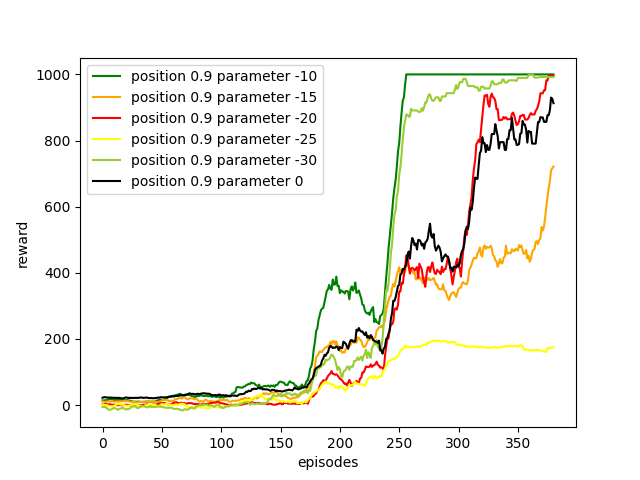 position 0.9 parameter -10
position 0.9 parameter -15
position 0.9 parameter -20
position 0.9 parameter -25
position 0.9 parameter -30
position 0.9 parameter 0
1000
800
600
400
200
0
reward
0 50 100 150 200 250 300 350
episodes